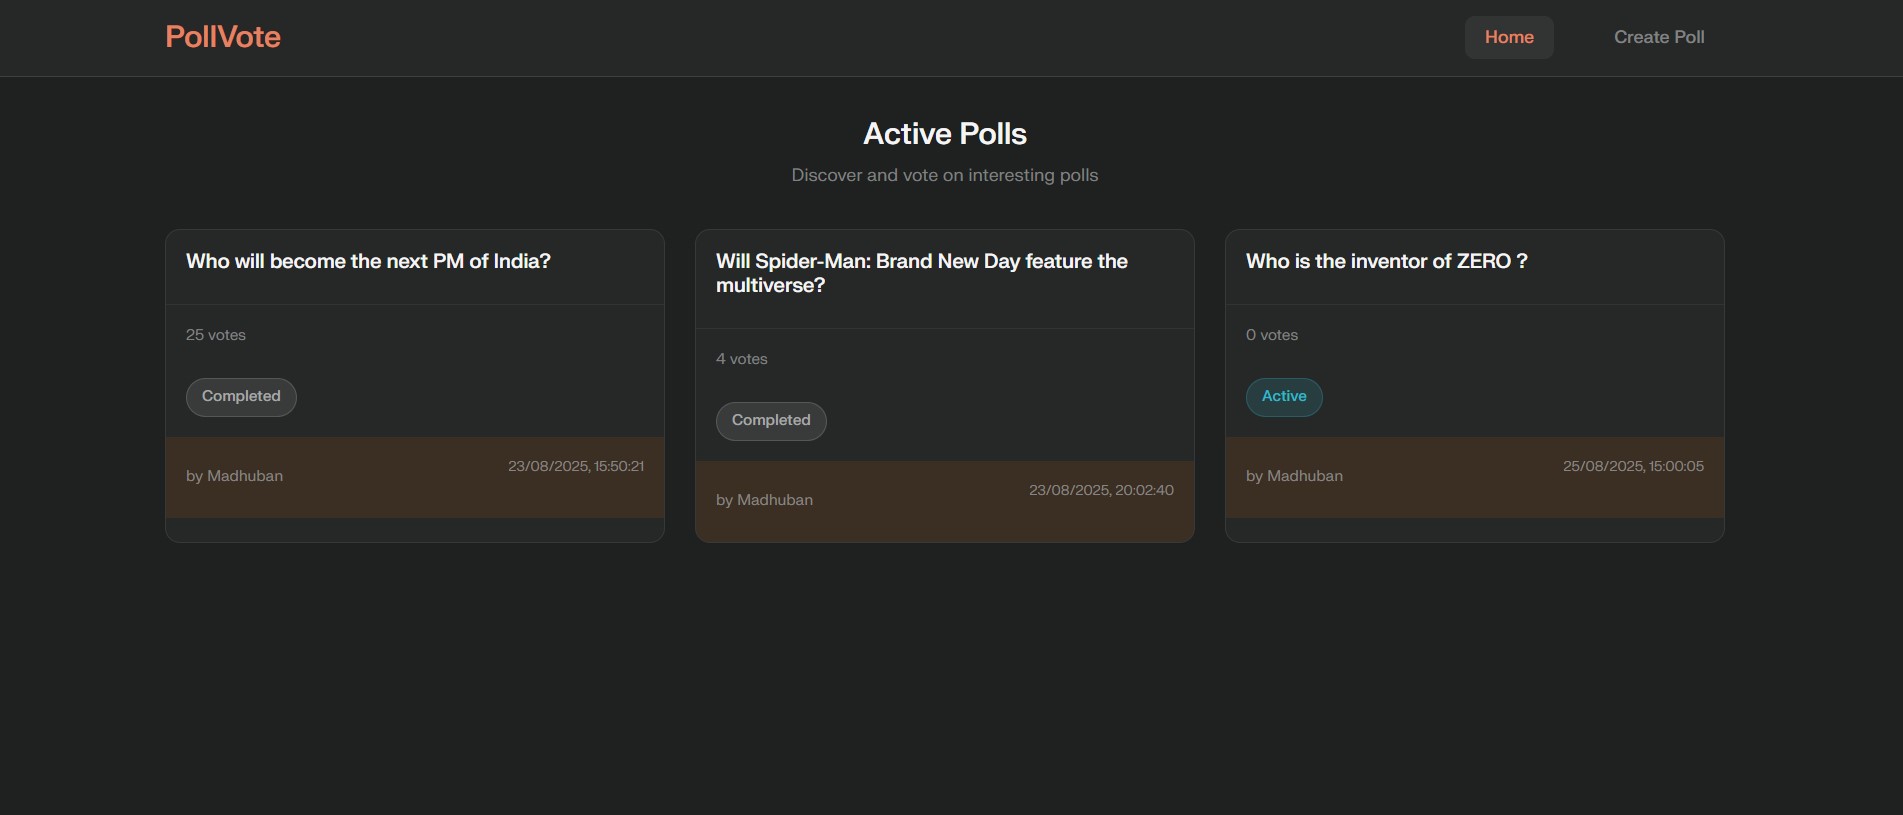 PollVote
Home
Create Poll
Active Polls
Discover and vote on interesting polls
Who will become the next PM of India?
25 votes
Completed
by Madhuban
23/08/2025, 15:50:21
Will Spider-Man: Brand New Day feature the
multiverse?
4 votes
Completed
by Madhuban
23/08/2025, 20:02:40
Who is the inventor of ZERO ?
0 votes
Active
by Madhuban
25/08/2025, 15:00:05